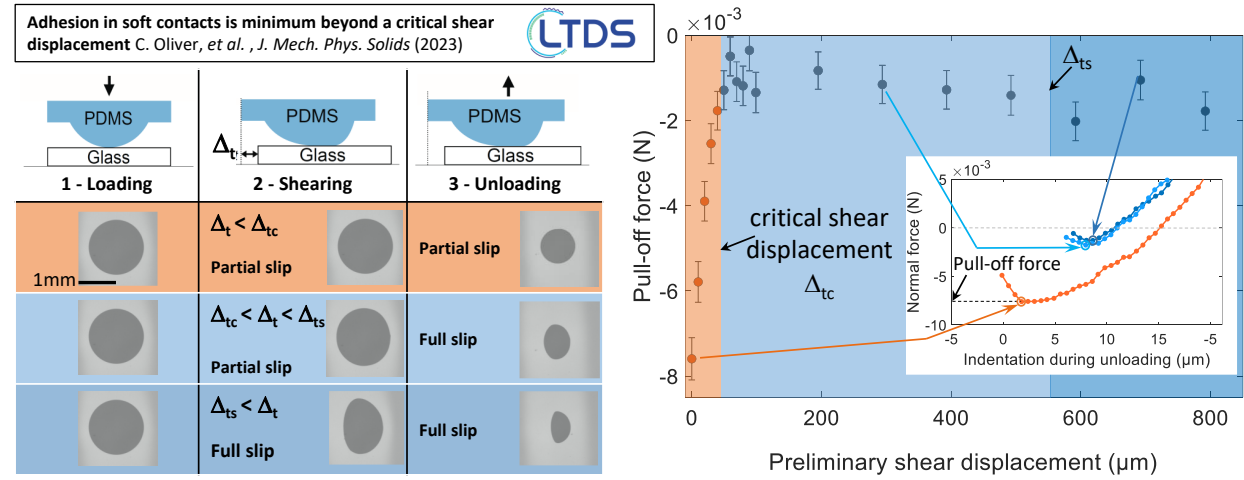 Adhesion in soft contacts is minimum beyond a critical shear
displacement C. Oliver, et al. , J. Mech. Phys. Solids (2023)
LTDS
PDMS
Glass
1 - Loading
PDMS
Δt
Glass
2 - Shearing
PDMS
Glass
3 - Unloading
1mm
Δt < Δtc
Partial slip
Partial slip
Δtc < Δt < Δts
Partial slip
Full slip
Δts < Δt
Full slip
Full slip
×10⁻³
0
-2
-4
-6
-8
Pull-off force (N)
0
200
400
600
800
Preliminary shear displacement (μm)
Δts
critical shear
displacement
Δtc
×10⁻³
5
0
-5
-10
Normal force (N)
Pull-off force
-5
0
5
10
15
-5
Indentation during unloading (μm)